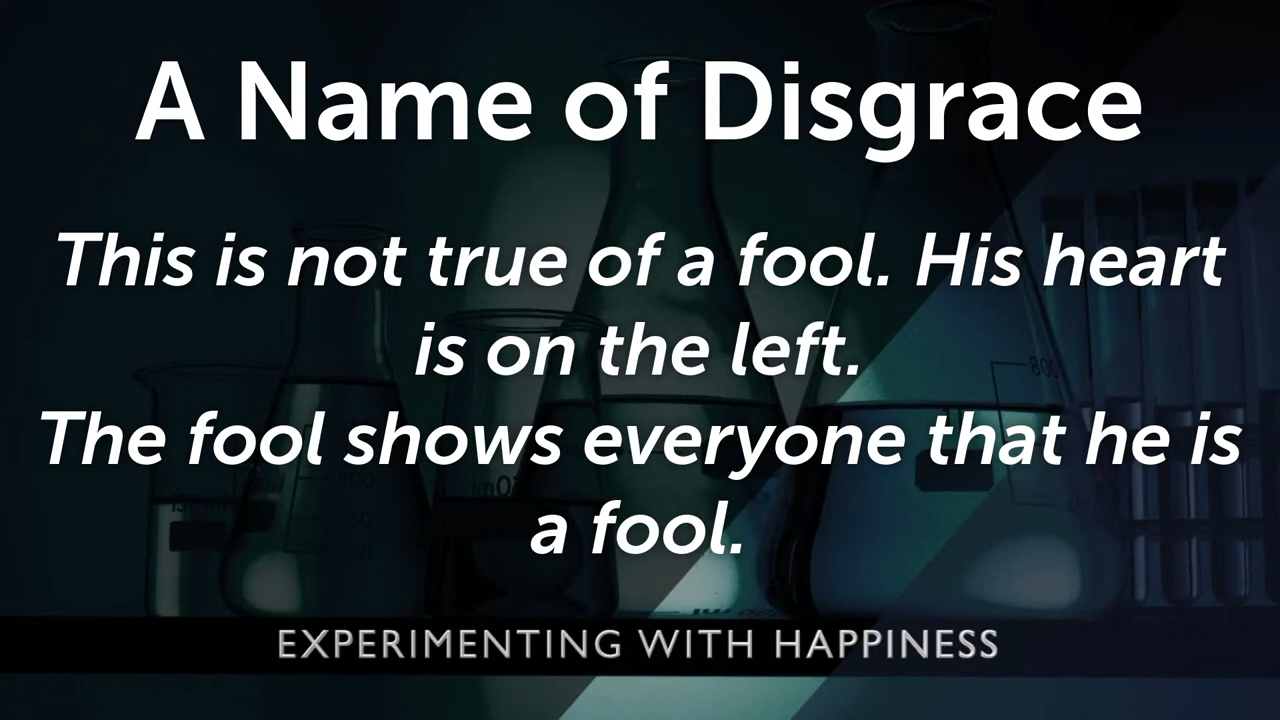 A Name of Disgrace
This is not true of a fool. His heart
is on the left.
The fool shows everyone that he is
a fool.
EXPERIMENTING WITH HAPPINESS